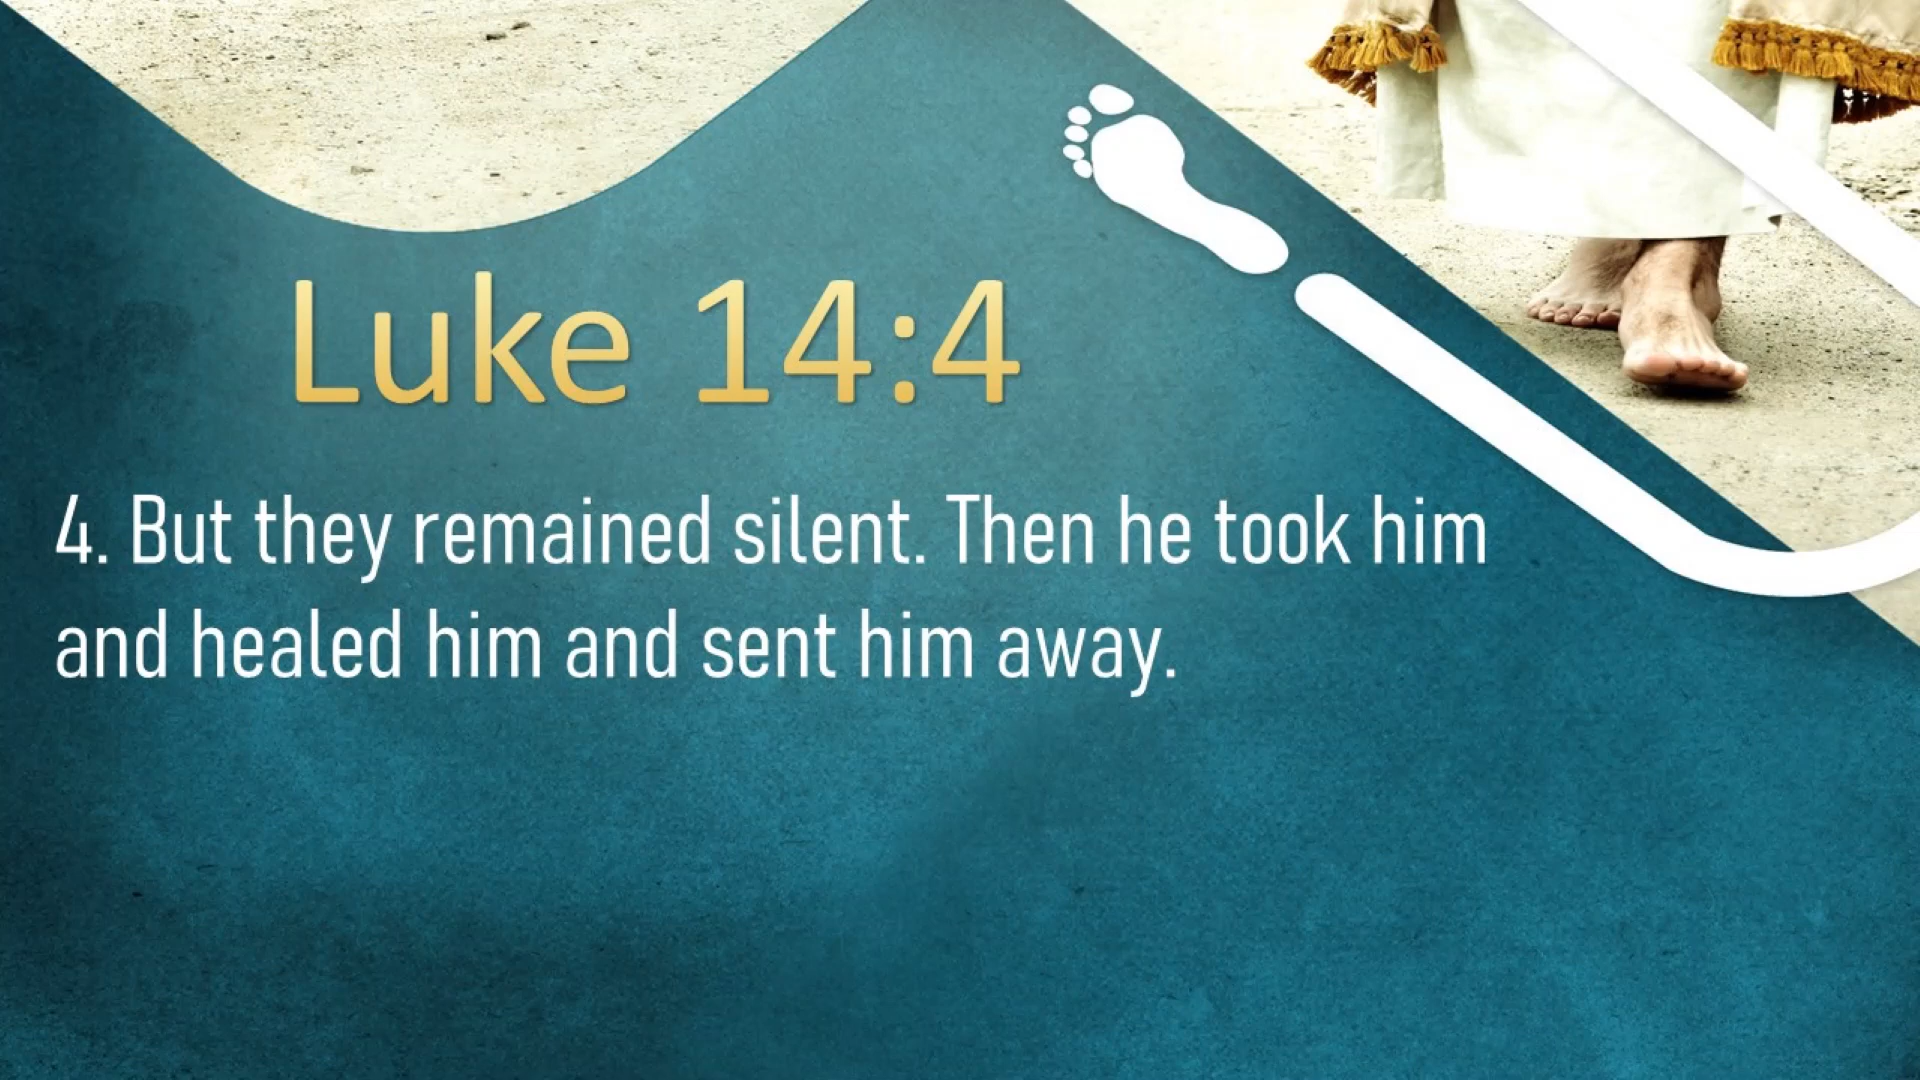 Luke 14:4
4. But they remained silent. Then he took him
and healed him and sent him away.